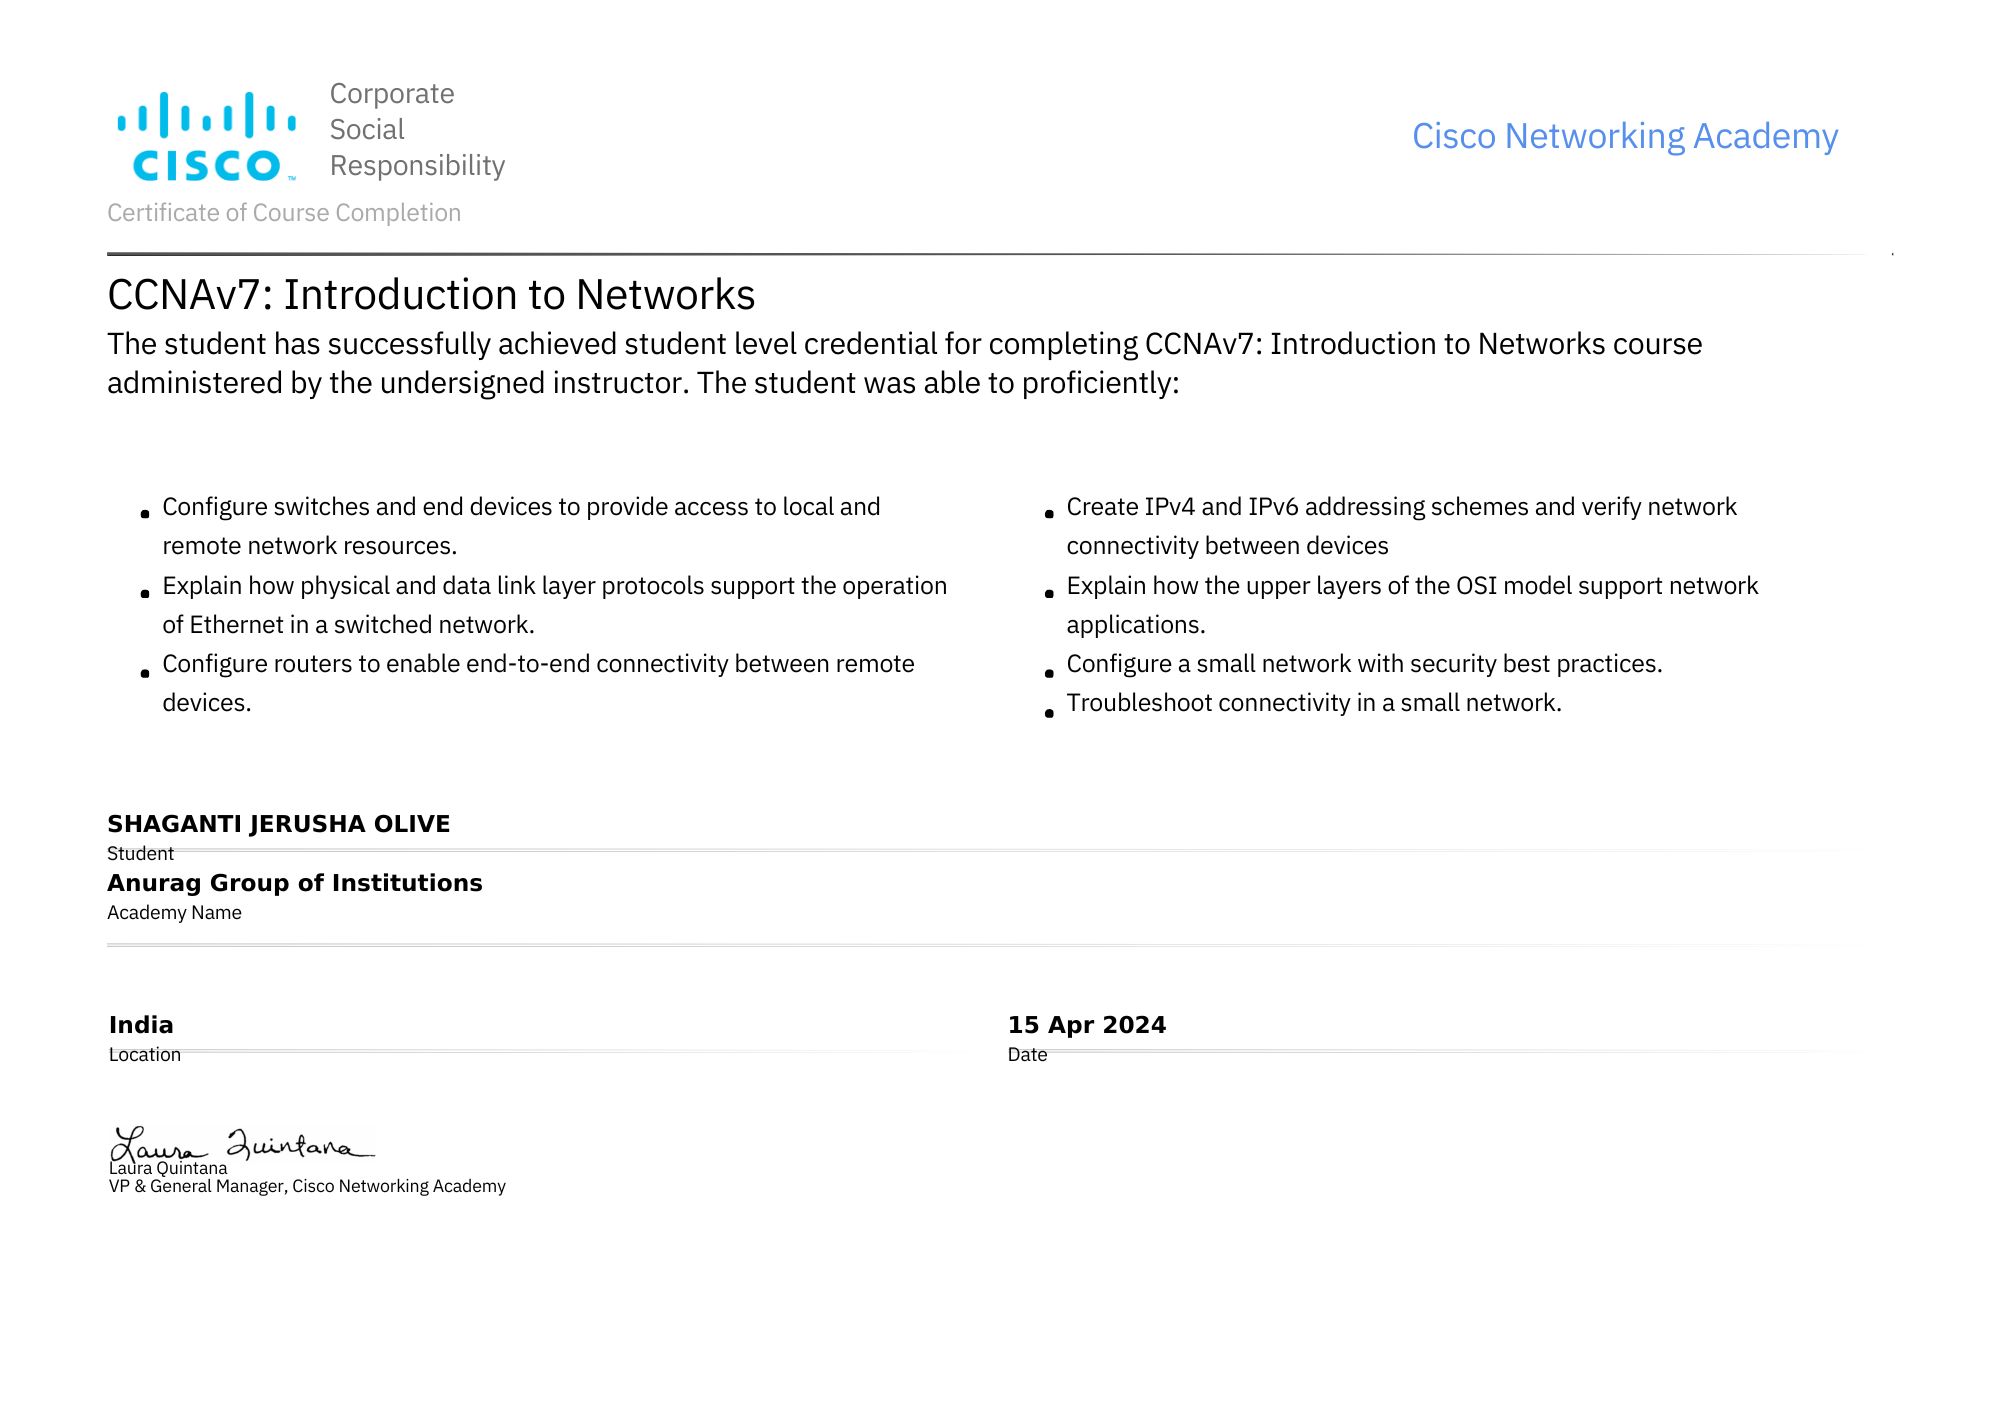 CISCO™
Corporate
Social
Responsibility
Cisco Networking Academy
Certificate of Course Completion
CCNAv7: Introduction to Networks
The student has successfully achieved student level credential for completing CCNAv7: Introduction to Networks course
administered by the undersigned instructor. The student was able to proficiently:
• Configure switches and end devices to provide access to local and
remote network resources.
• Explain how physical and data link layer protocols support the operation
of Ethernet in a switched network.
• Configure routers to enable end-to-end connectivity between remote
devices.
• Create IPv4 and IPv6 addressing schemes and verify network
connectivity between devices
• Explain how the upper layers of the OSI model support network
applications.
• Configure a small network with security best practices.
• Troubleshoot connectivity in a small network.
SHAGANTI JERUSHA OLIVE
Student
Anurag Group of Institutions
Academy Name
India
Location
15 Apr 2024
Date
Laura Quintana
Laura Quintana
VP & General Manager, Cisco Networking Academy